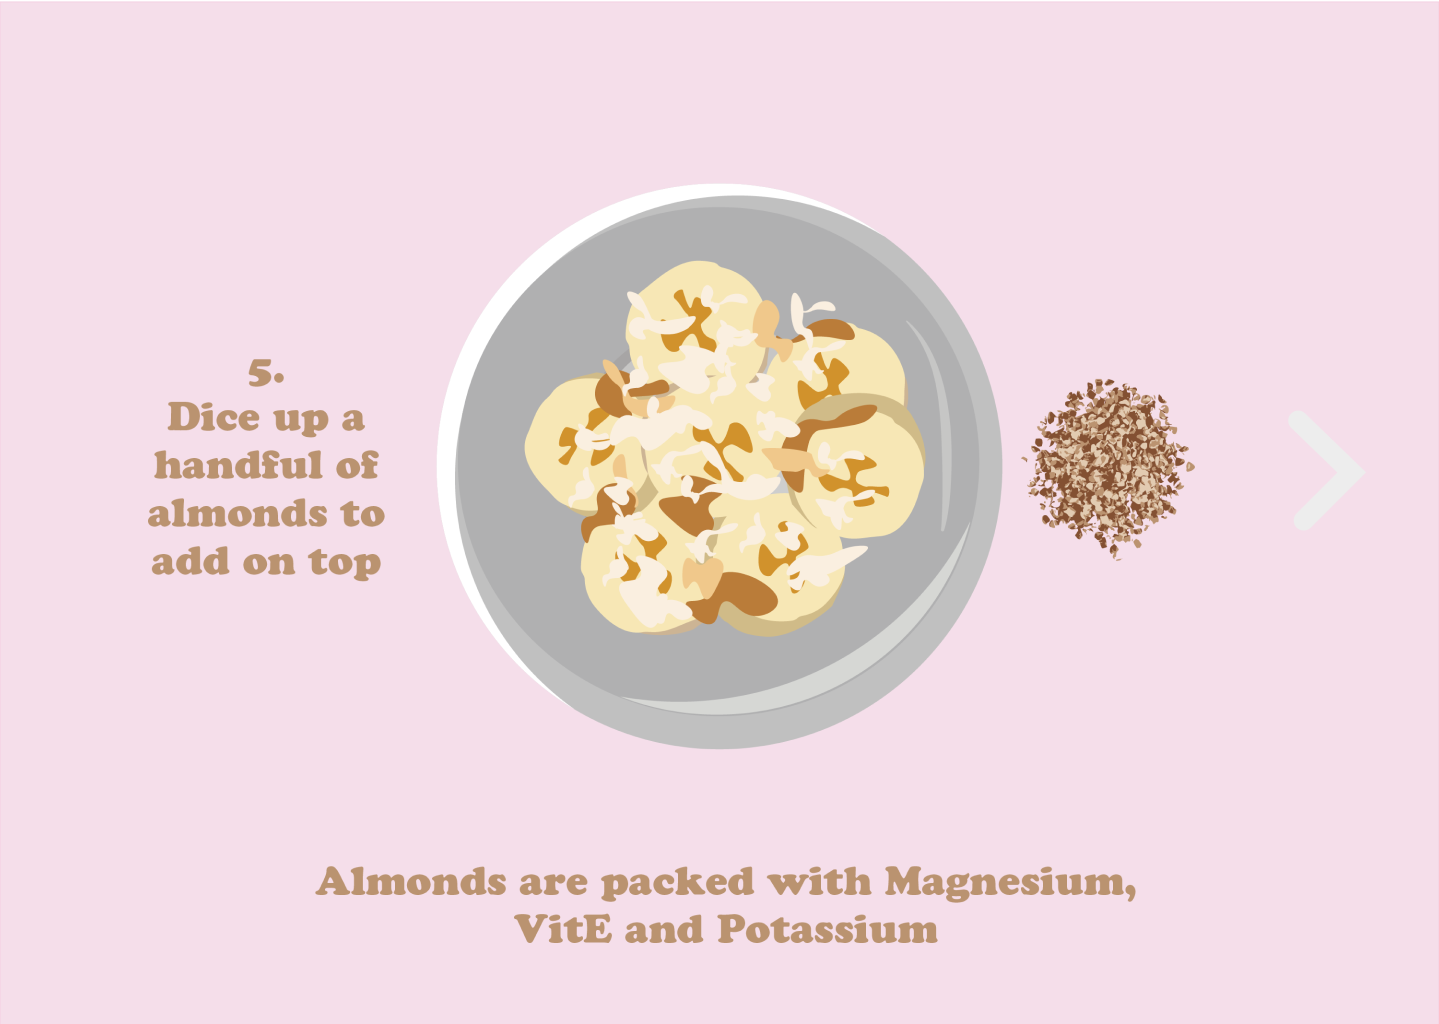 5.
Dice up a
handful of
almonds to
add on top
Almonds are packed with Magnesium,
VitE and Potassium